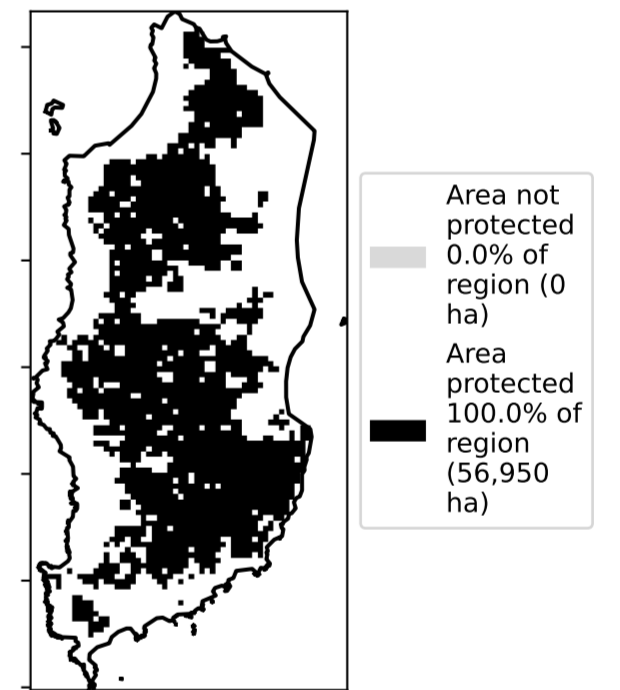 Area not
protected
0.0% of
region (0
ha)
Area
protected
100.0% of
region
(56,950
ha)